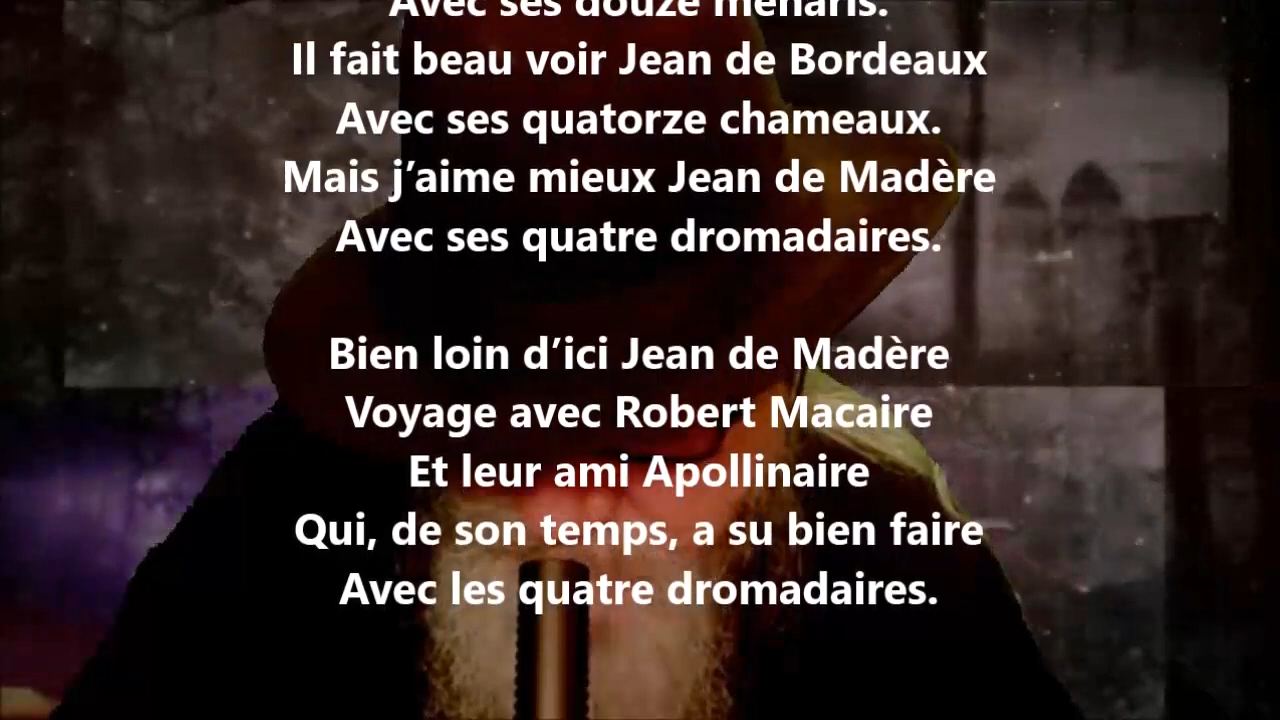 Avec ses douze méharis.
Il fait beau voir Jean de Bordeaux
Avec ses quatorze chameaux.
Mais j’aime mieux Jean de Madère
Avec ses quatre dromadaires.
Bien loin d’ici Jean de Madère
Voyage avec Robert Macaire
Et leur ami Apollinaire
Qui, de son temps, a su bien faire
Avec les quatre dromadaires.